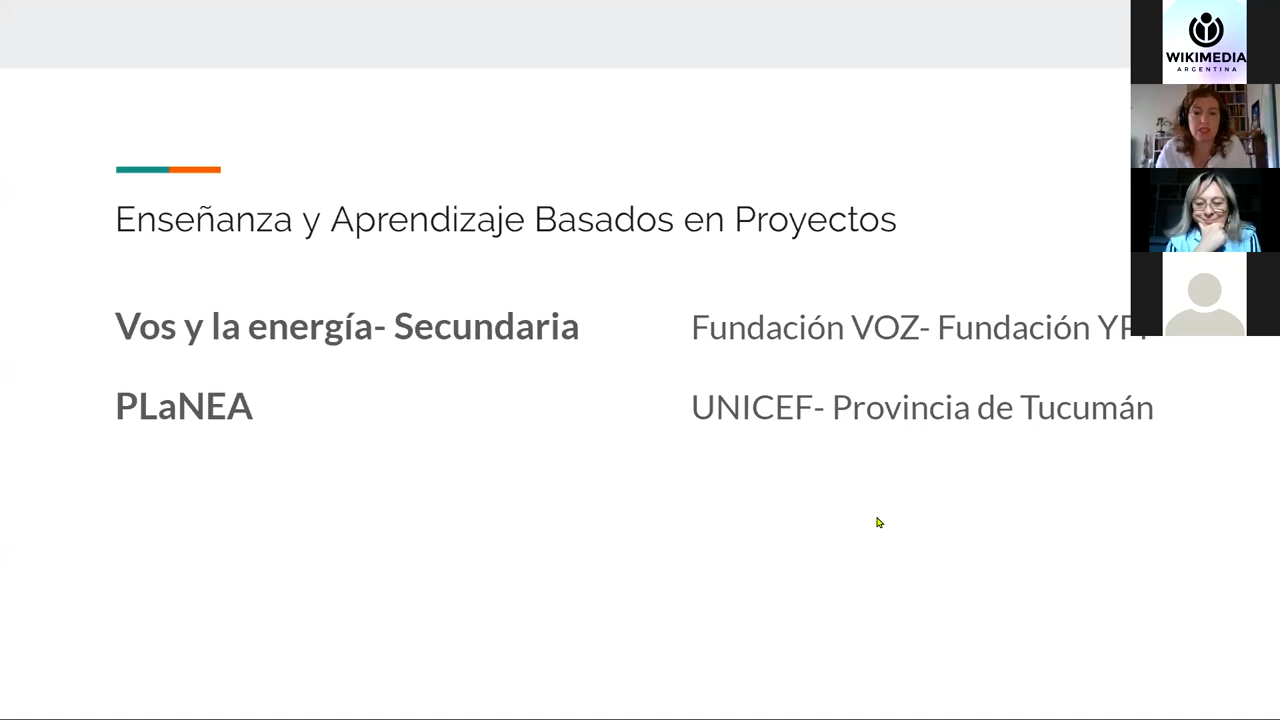 Enseñanza y Aprendizaje Basados en Proyectos
Vos y la energía- Secundaria
Fundación VOZ- Fundación
PLaNEA
UNICEF- Provincia de Tucumán
WIKIMEDIA
ARGENTINA